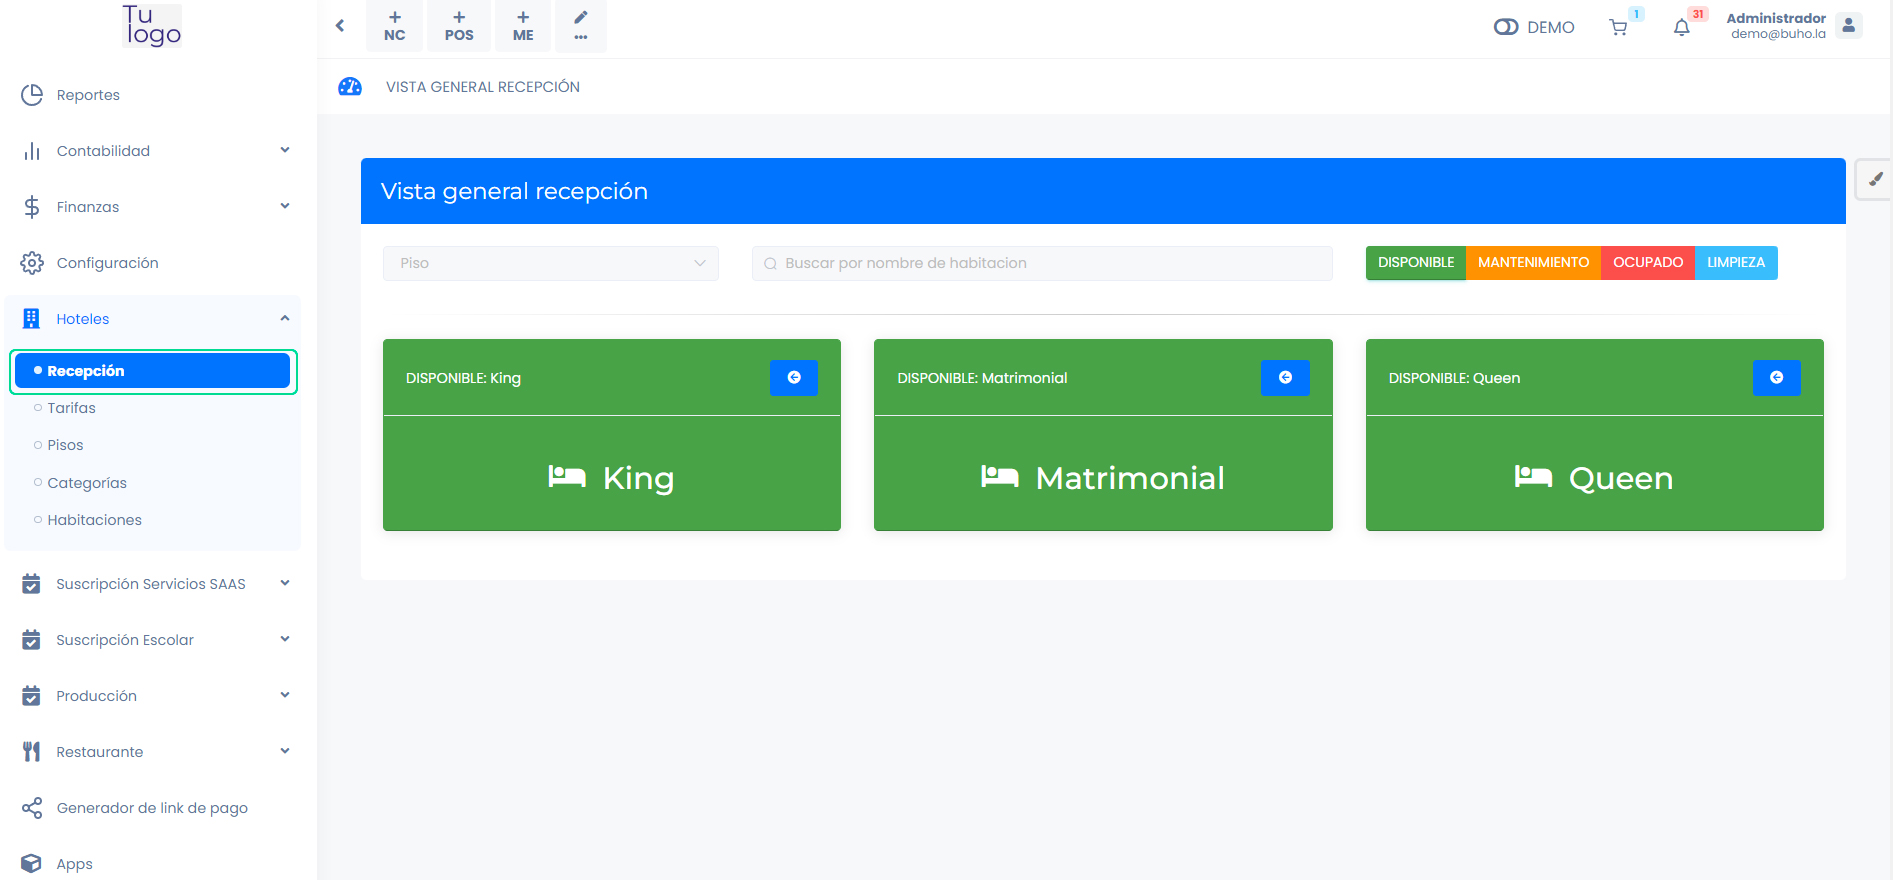 Tu
logo
Reportes
Contabilidad
Finanzas
Configuración
Hoteles
Recepción
Tarifas
Pisos
Categorías
Habitaciones
Suscripción Servicios SAAS
Suscripción Escolar
Producción
Restaurante
Generador de link de pago
Apps
NC
POS
ME
DEMO
1
31
Administrador
demo@buho.la
VISTA GENERAL RECEPCIÓN
Vista general recepción
Piso
Buscar por nombre de habitacion
DISPONIBLE MANTENIMIENTO OCUPADO LIMPIEZA
DISPONIBLE: King
King
DISPONIBLE: Matrimonial
Matrimonial
DISPONIBLE: Queen
Queen